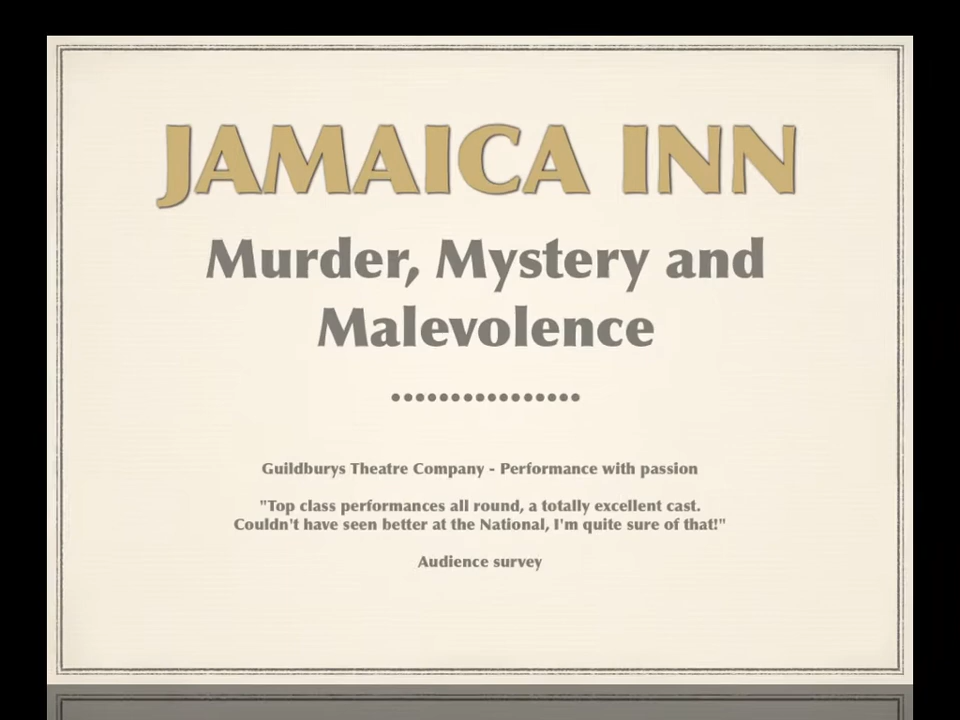 JAMAICA INN
Murder, Mystery and
Malevolence
Guildburys Theatre Company - Performance with passion
"Top class performances all round, a totally excellent cast.
Couldn't have seen better at the National, I'm quite sure of that!"
Audience survey